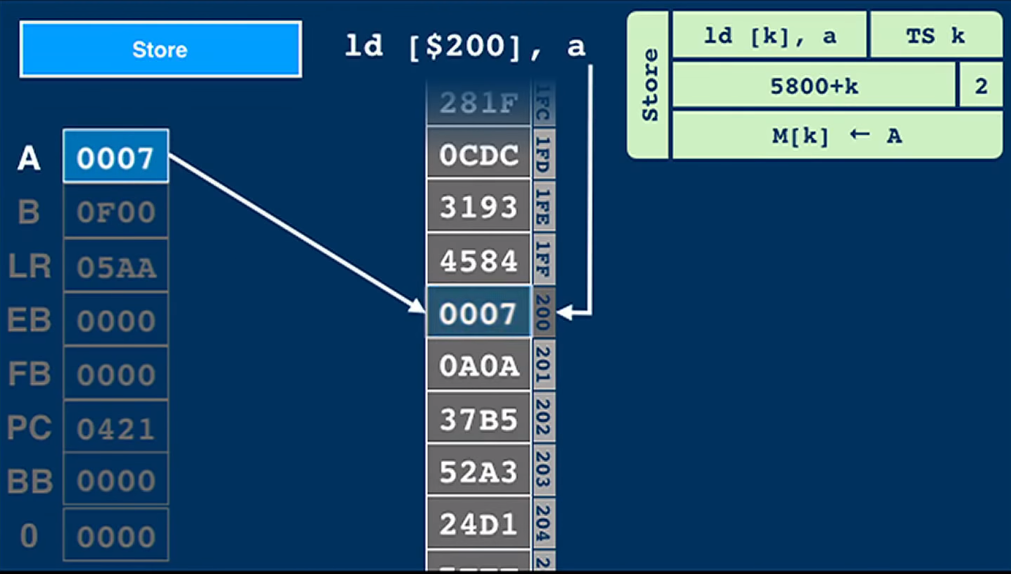 Store
ld [$200], a
Store
ld [k], a
TS k
5800+k
2
M[k] ← A
A 0007
B 0F00
LR 05AA
EB 0000
FB 0000
PC 0421
BB 0000
0 0000
281F 1FC
0CDC 1FD
3193 1FE
4584 1FF
0007 200
0A0A 201
37B5 202
52A3 203
24D1 204